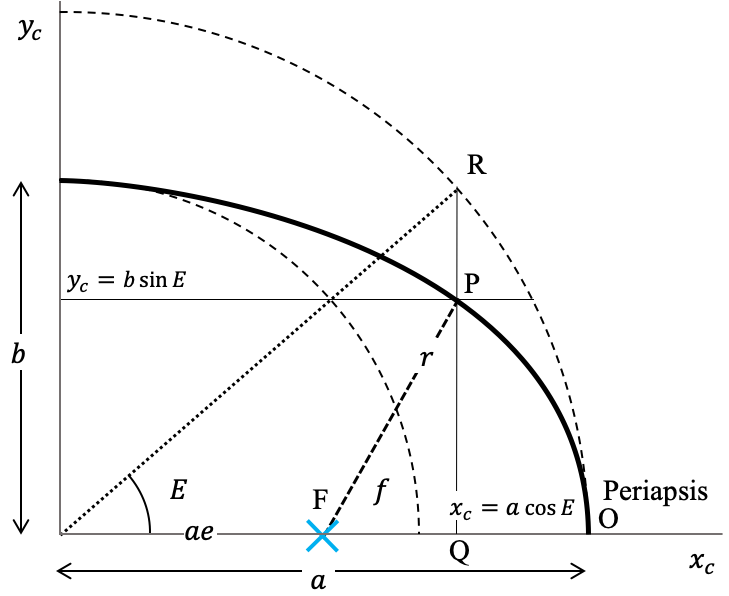 y_c
R
y_c = b sin E
P
b
r
E
F
f
Periapsis
x_c = a cos E
O
ae
Q
x_c
a